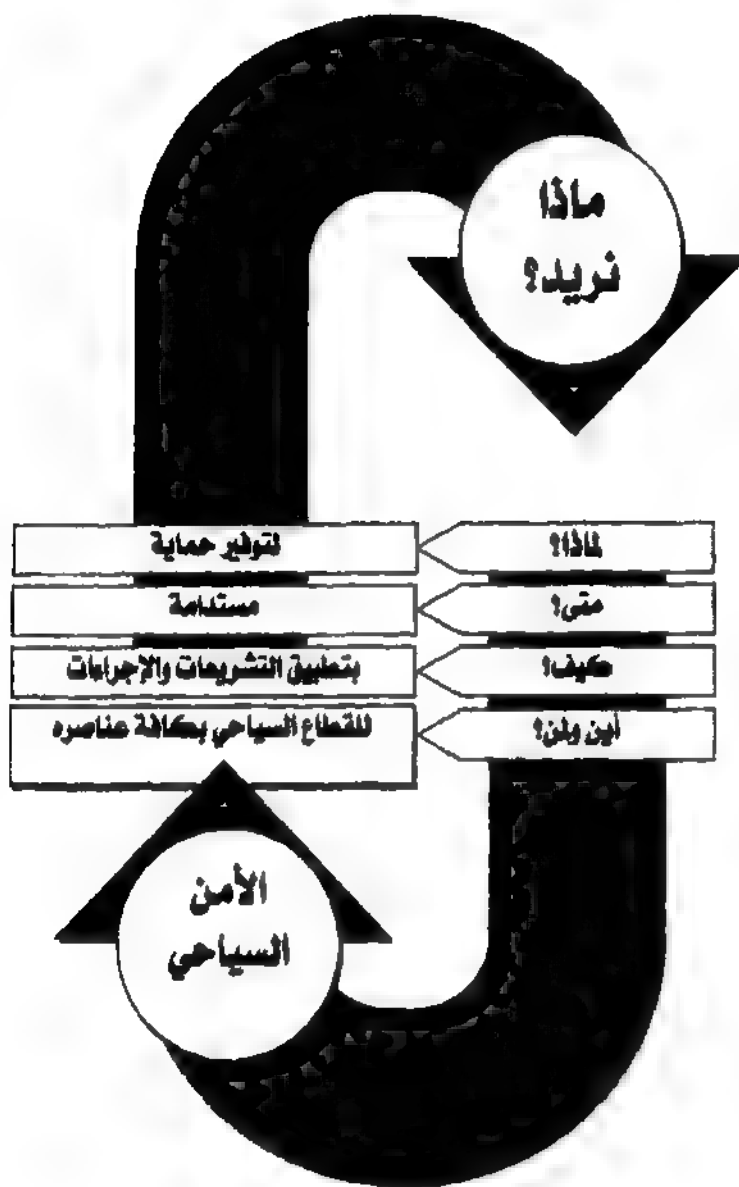 ماذا
نريد؟
لماذا؟
لتوفير حماية
متى؟
مستدامة
كيف؟
بتطبيق التشريعات والإجراءات
أين ولمن؟
للقطاع السياحي بكافة عناصره
الأمن
السياحي